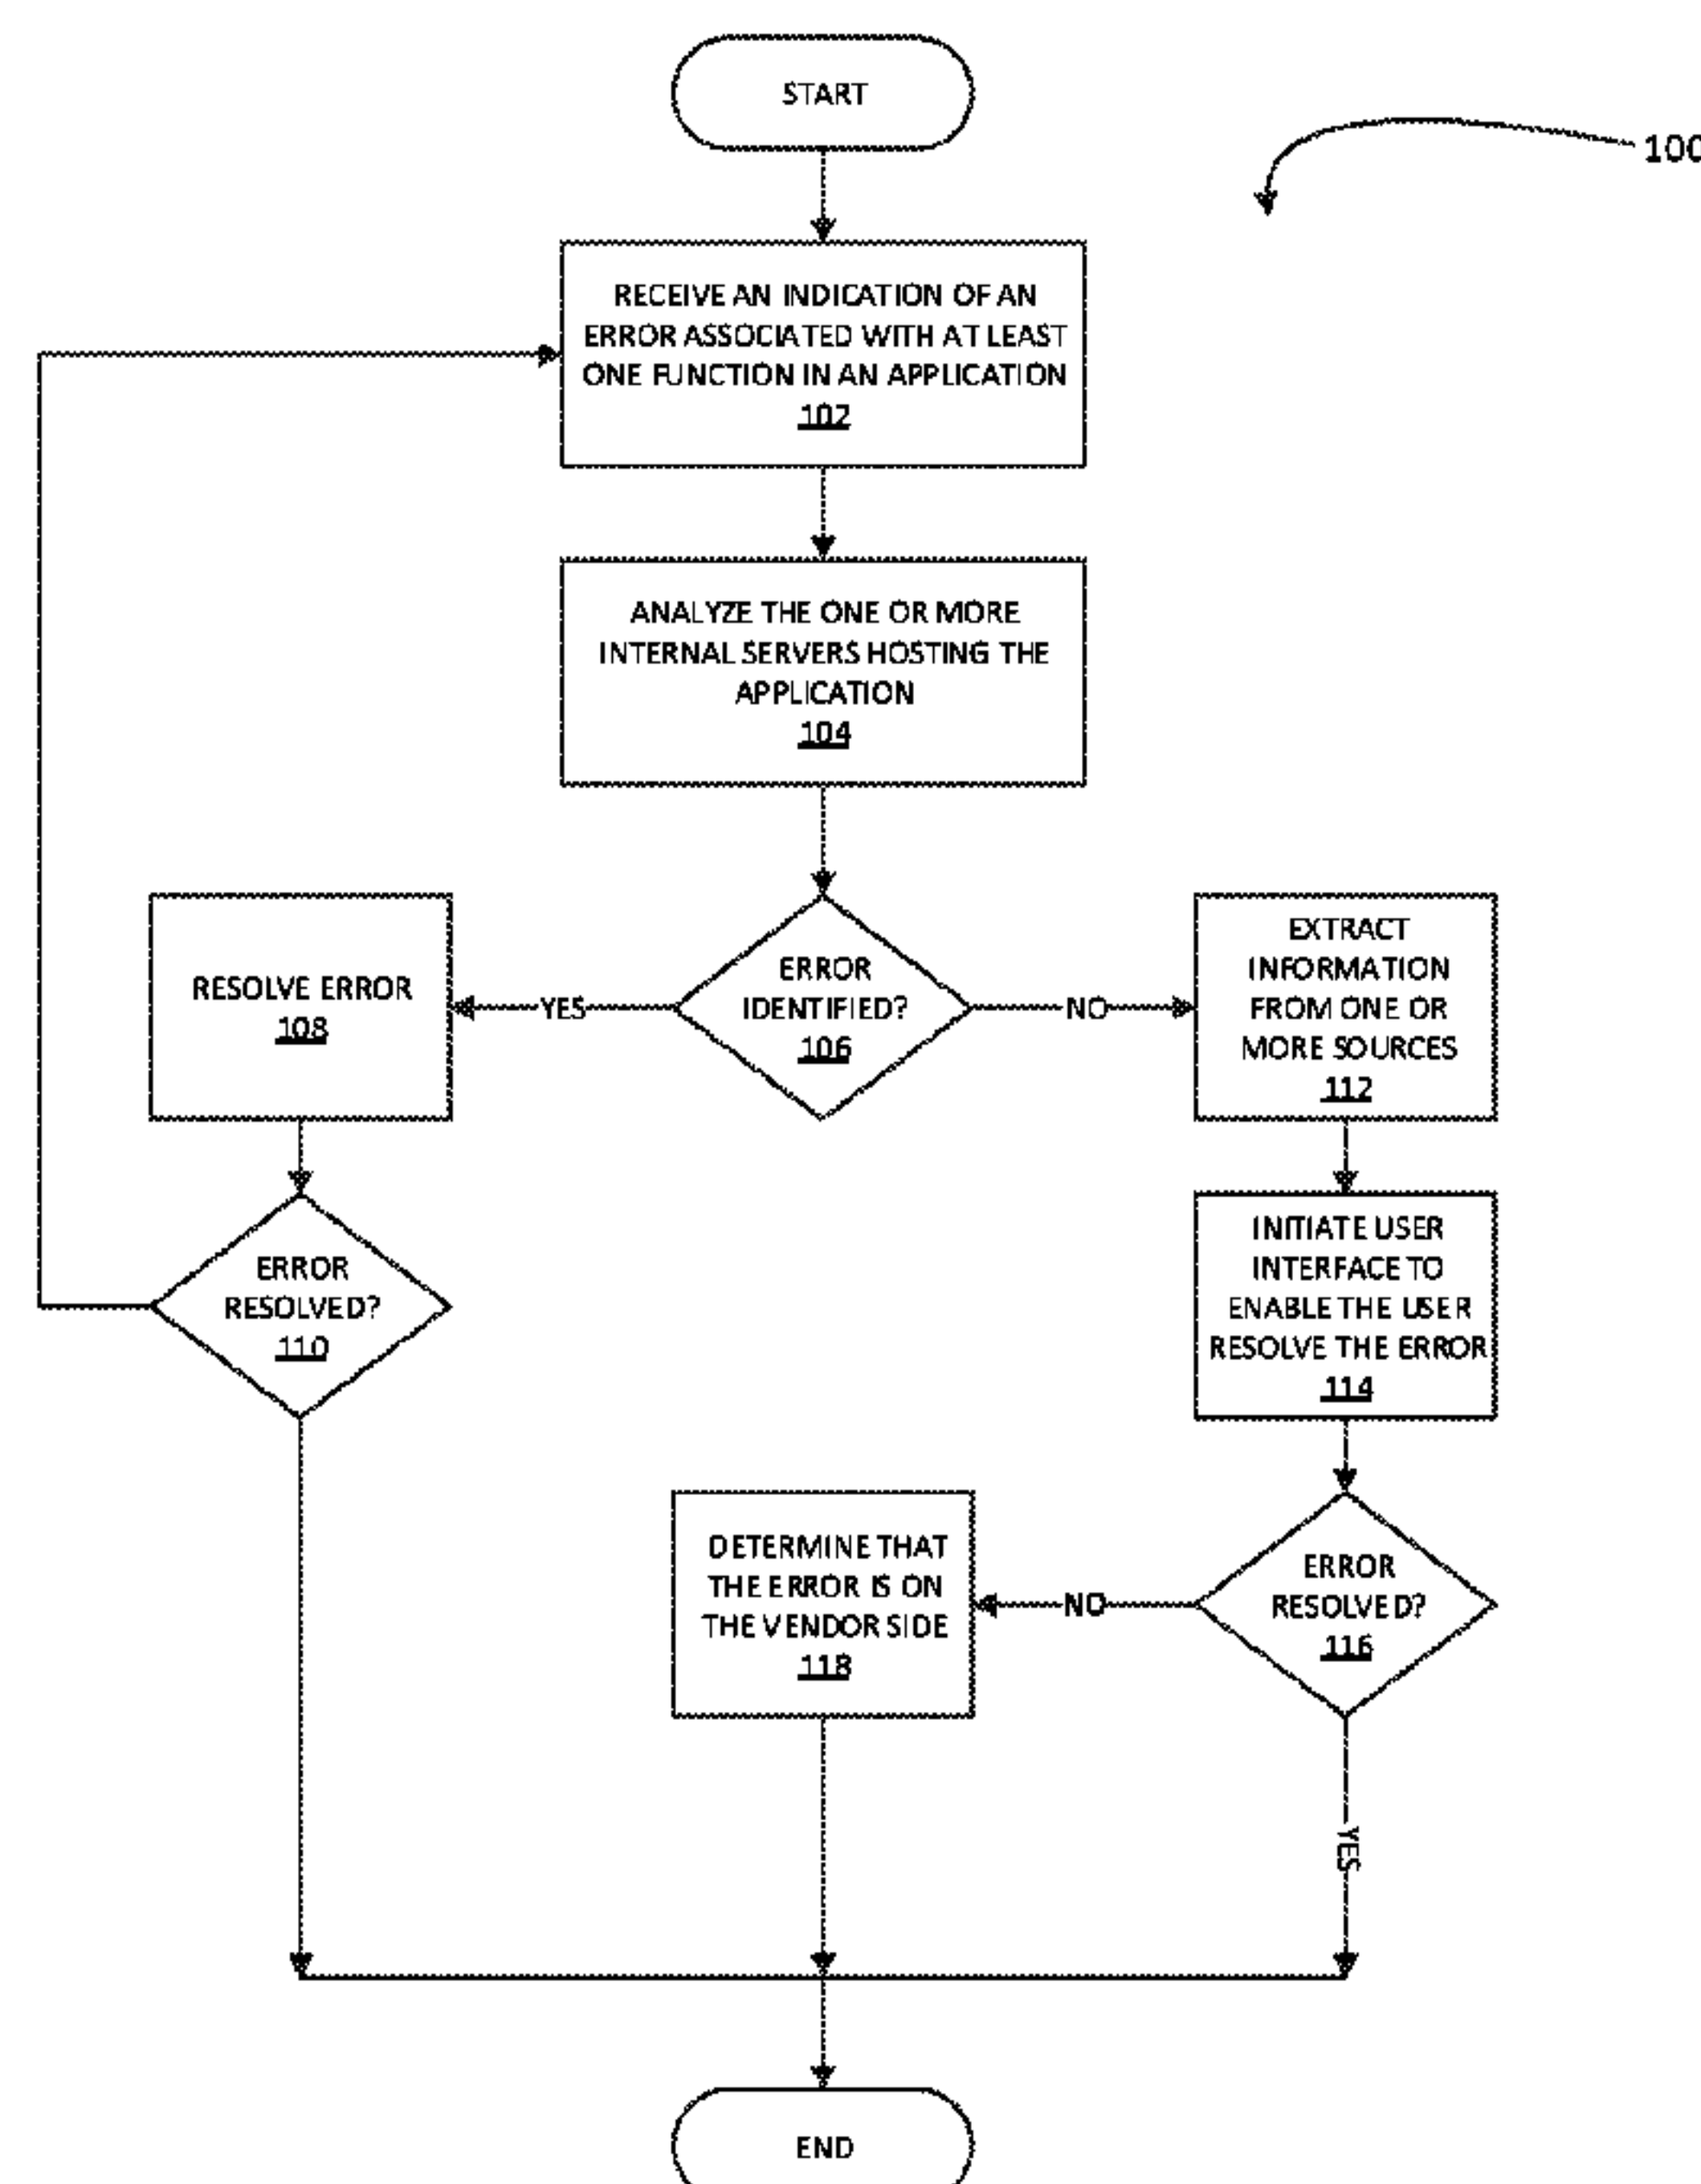 START
100
RECEIVE AN INDICATION OF AN
ERROR ASSOCIATED WITH AT LEAST
ONE FUNCTION IN AN APPLICATION
102
ANALYZE THE ONE OR MORE
INTERNAL SERVERS HOSTING THE
APPLICATION
104
ERROR
IDENTIFIED?
106
YES
NO
RESOLVE ERROR
108
EXTRACT
INFORMATION
FROM ONE OR
MORE SOURCES
112
ERROR
RESOLVED?
110
INITIATE USER
INTERFACE TO
ENABLE THE USER
RESOLVE THE ERROR
114
ERROR
RESOLVED?
116
NO
DETERMINE THAT
THE ERROR IS ON
THE VENDOR SIDE
118
YES
END